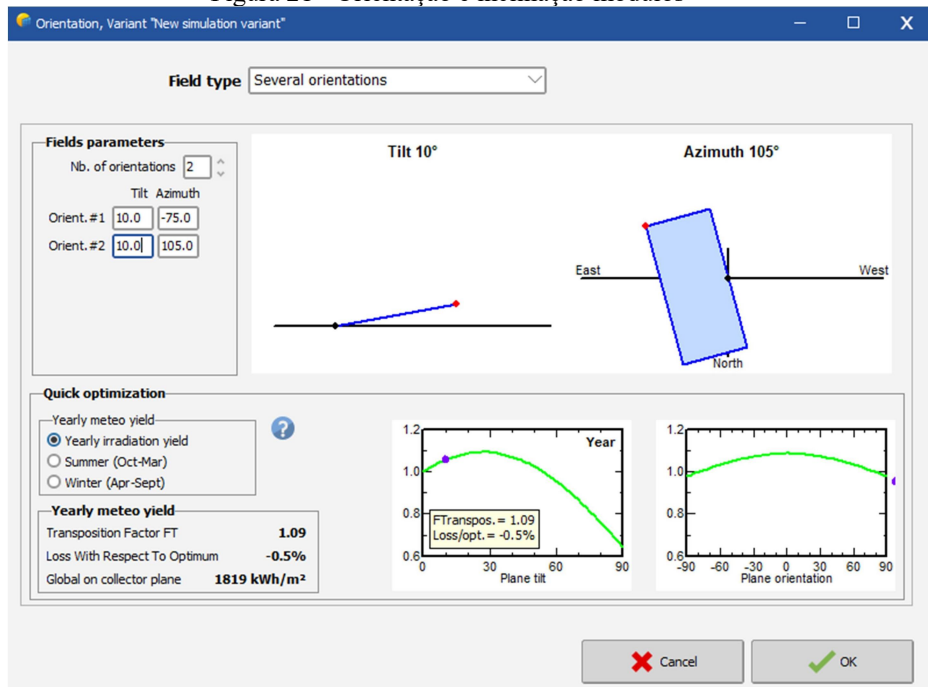 Figura 21 - Orientação e inclinação módulos
Orientation, Variant "New simulation variant"
Field type Several orientations
Fields parameters
Nb. of orientations 2
Tilt Azimuth
Orient. #1 10.0 -75.0
Orient. #2 10.0 105.0
Tilt 10°
Azimuth 105°
East West
North
Quick optimization
Yearly meteo yield
Yearly irradiation yield
Summer (Oct-Mar)
Winter (Apr-Sept)
?
Yearly meteo yield
Transposition Factor FT 1.09
Loss With Respect To Optimum -0.5%
Global on collector plane 1819 kWh/m²
1.2
Year
1.0
0.8
FTranspos.= 1.09
Loss/opt.= -0.5%
0.6
0 30 60 90
Plane tilt
1.2
1.0
0.8
0.6
-90 -60 -30 0 30 60 90
Plane orientation
Cancel OK